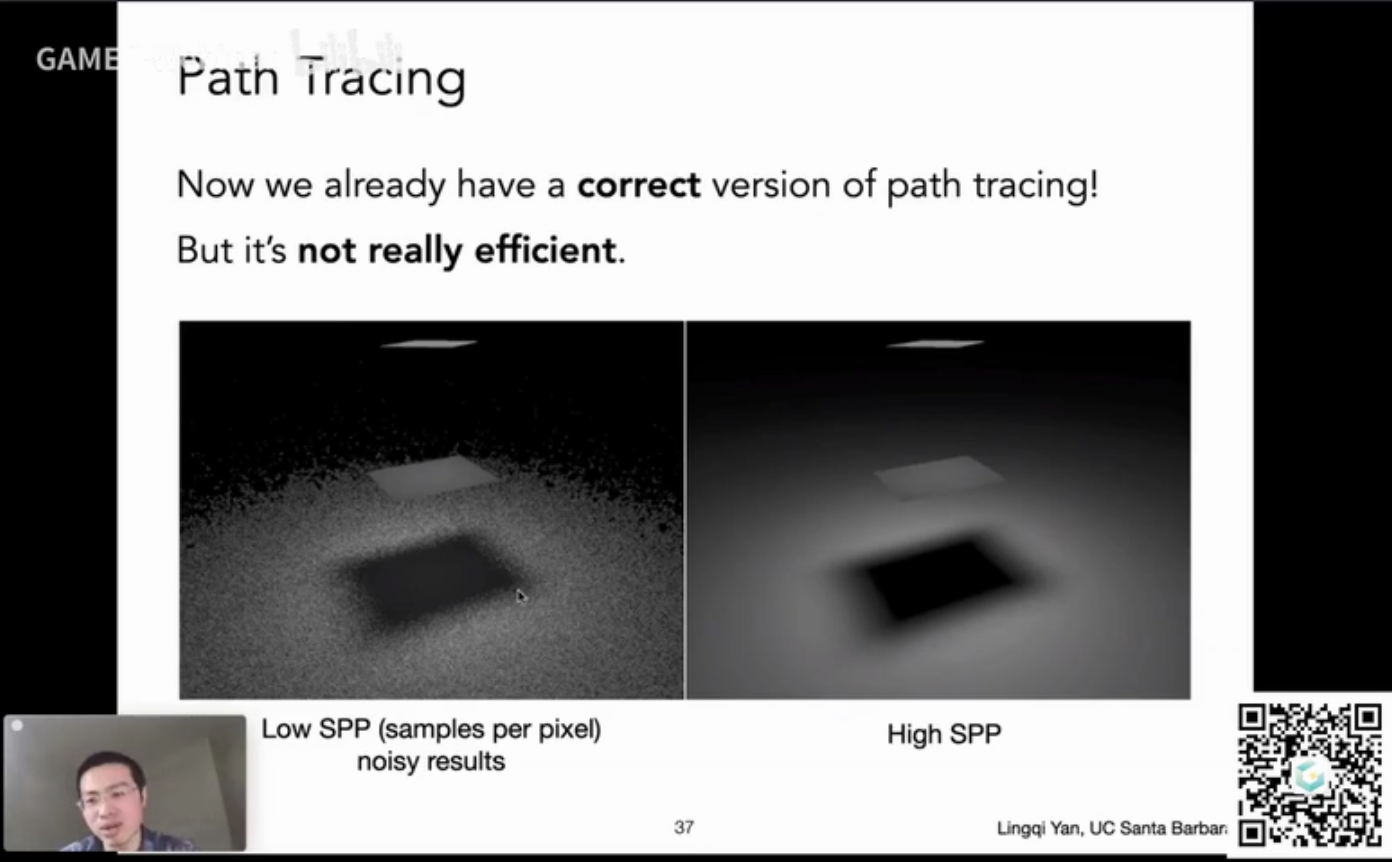 GAME
Path Tracing
Now we already have a correct version of path tracing!
But it's not really efficient.
Low SPP (samples per pixel)
noisy results
High SPP
37
Lingqi Yan, UC Santa Barbar